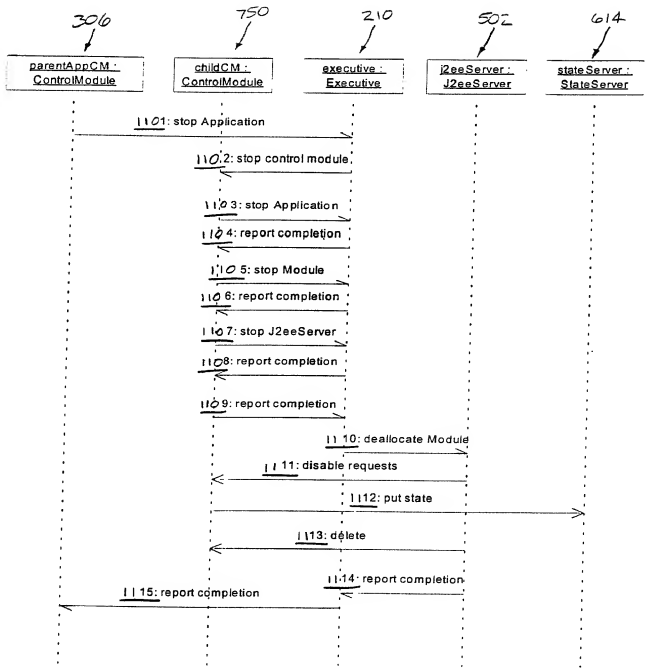 306 750 210 502 614
parentAppCM : ControlModule
childCM : ControlModule
executive : Executive
j2eeServer : J2eeServer
stateServer : StateServer
1101: stop Application
110.2: stop control module
1103: stop Application
1104: report completion
1105: stop Module
1106: report completion
1107: stop J2eeServer
1108: report completion
1109: report completion
1110: deallocate Module
1111: disable requests
1112: put state
1113: delete
1114: report completion
1115: report completion